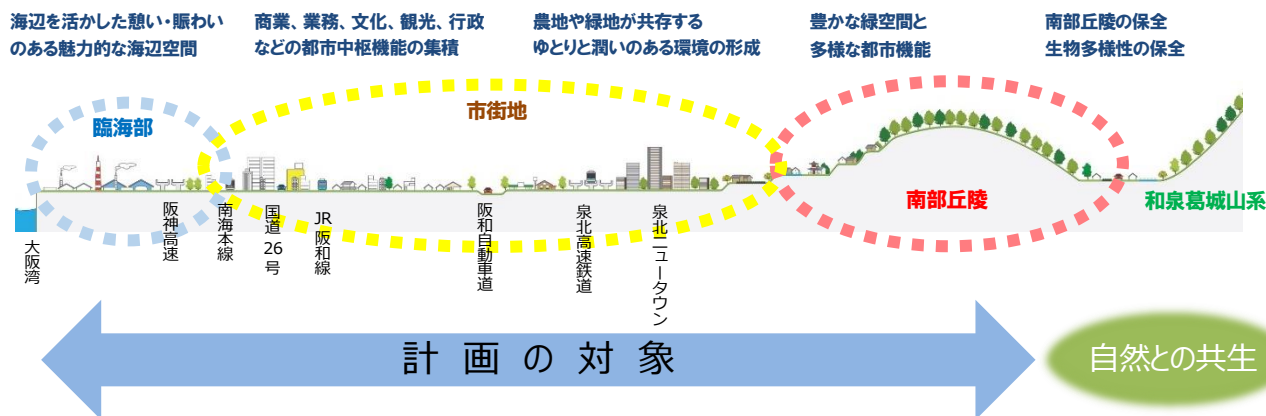 海辺を活かした憩い・賑わい
のある魅力的な海辺空間
商業、業務、文化、観光、行政
などの都市中枢機能の集積
農地や緑地が共存する
ゆとりと潤いのある環境の形成
豊かな緑空間と
多様な都市機能
南部丘陵の保全
生物多様性の保全
臨海部
市街地
南部丘陵
和泉葛城山系
大阪湾
阪神高速
南海本線
国道26号
JR阪和線
阪和自動車道
泉北高速鉄道
泉北ニュータウン
計画の対象
自然との共生